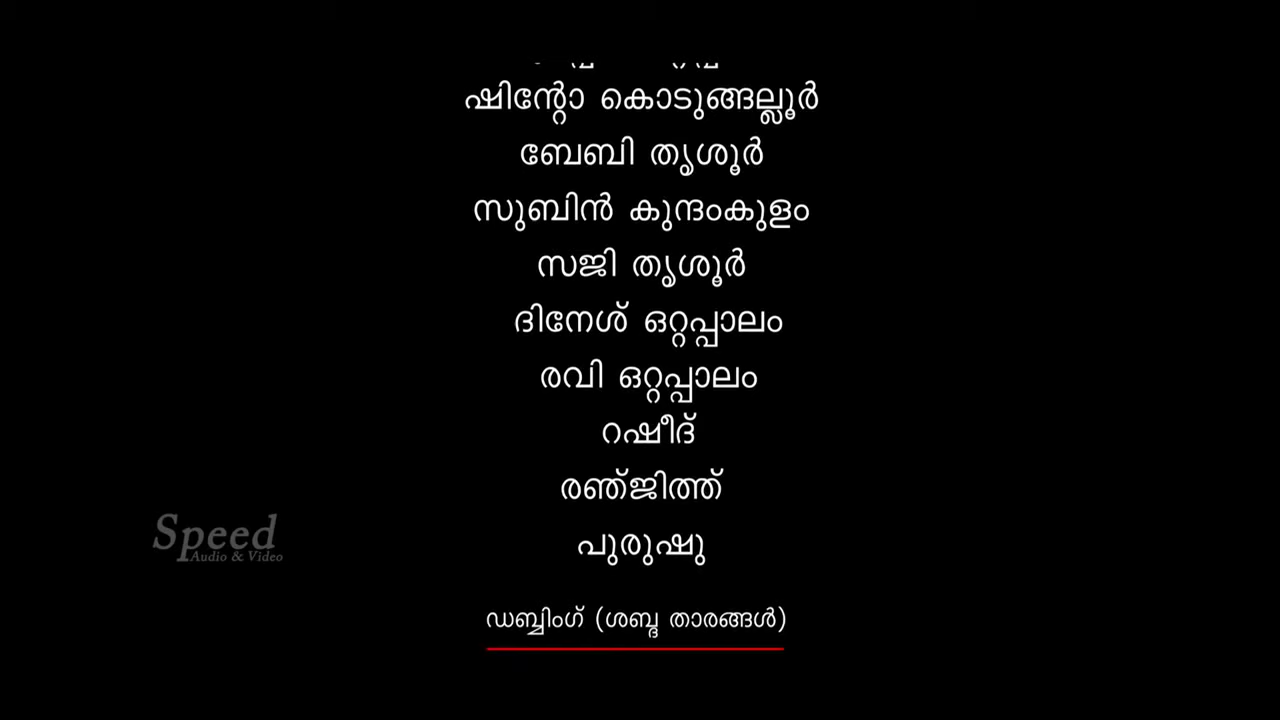 ഷിന്റോ കൊടുങ്ങല്ലൂർ
ബേബി തൃശൂർ
സുബിൻ കുന്ദംകുളം
സജി തൃശൂർ
ദിനേശ് ഒറ്റപ്പാലം
രവി ഒറ്റപ്പാലം
റഷീദ്
രഞ്ജിത്ത്
പുരുഷു
Speed
Audio & Video
ഡബ്ബിംഗ് (ശബ്ദ താരങ്ങൾ)